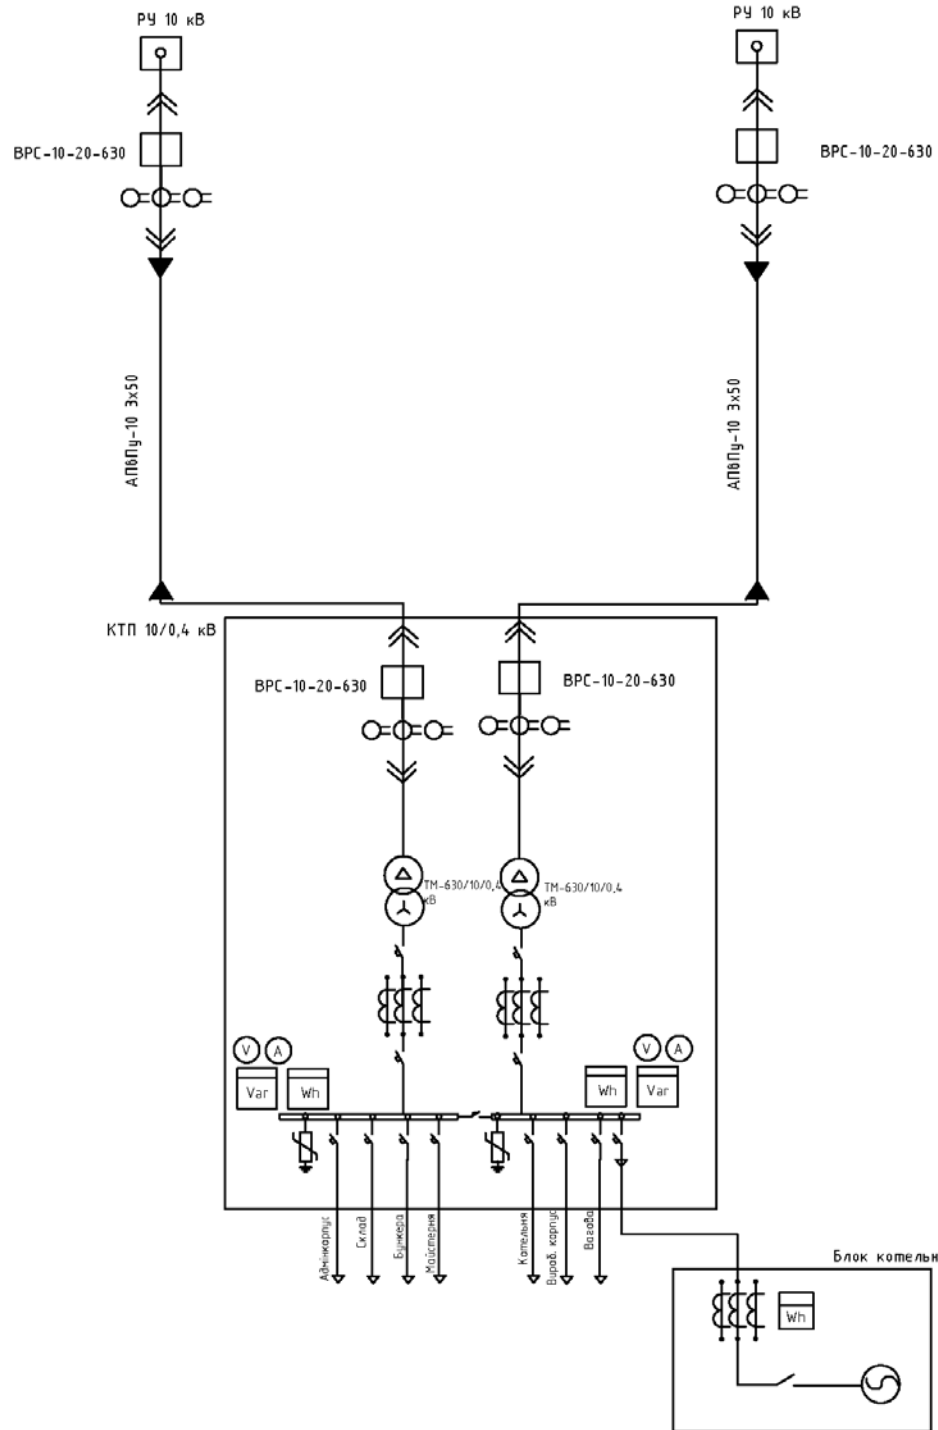 РУ 10 кВ
РУ 10 кВ
ВРС-10-20-630
ВРС-10-20-630
АПвПу-10 3х50
АПвПу-10 3х50
КТП 10/0,4 кВ
ВРС-10-20-630
ВРС-10-20-630
ТМ-630/10/0,4
кВ
ТМ-630/10/0,4
кВ
V
A
V
A
Var
Wh
Wh
Var
Адмінкорпус
Склад
Бункера
Майстерня
Котельня
Вироб. корпус
Вагова
Блок котельн
Wh